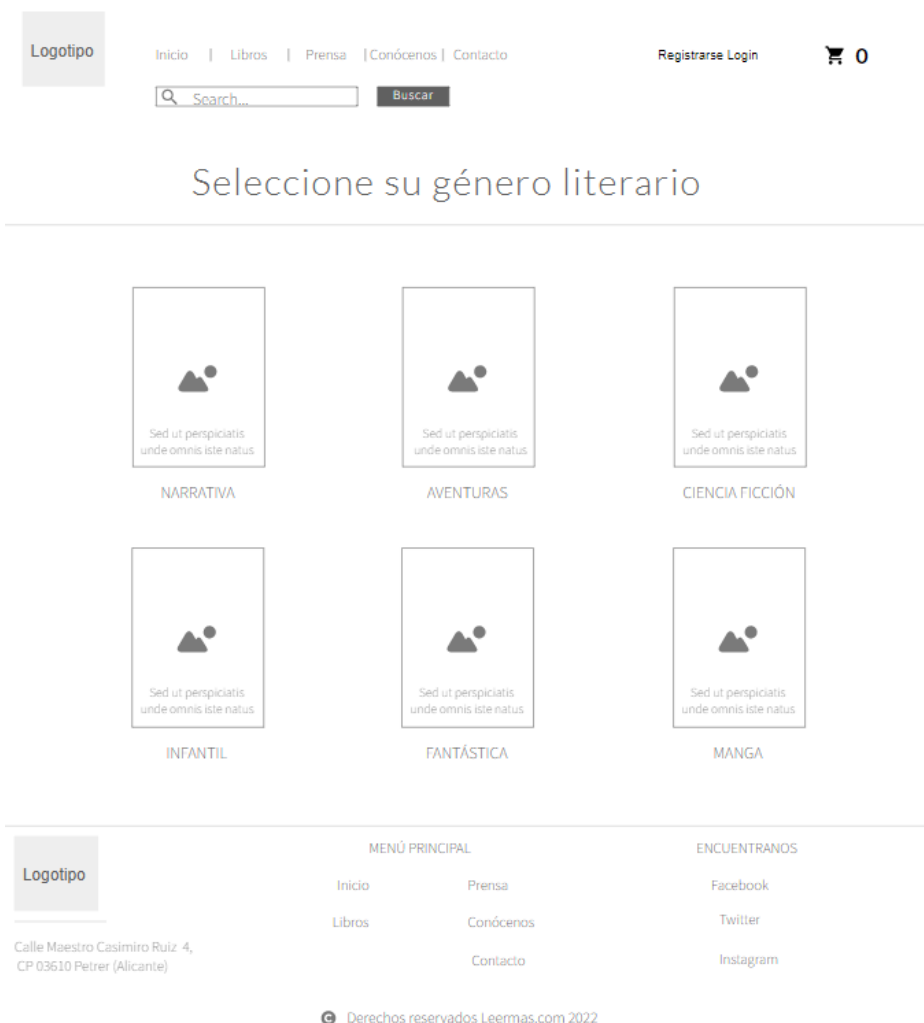 Logotipo
Inicio | Libros | Prensa | Conócenos | Contacto
Registrarse Login
0
Search...
Buscar
Seleccione su género literario
Sed ut perspiciatis
unde omnis iste natus
NARRATIVA
Sed ut perspiciatis
unde omnis iste natus
AVENTURAS
Sed ut perspiciatis
unde omnis iste natus
CIENCIA FICCIÓN
Sed ut perspiciatis
unde omnis iste natus
INFANTIL
Sed ut perspiciatis
unde omnis iste natus
FANTÁSTICA
Sed ut perspiciatis
unde omnis iste natus
MANGA
Logotipo
Calle Maestro Casimiro Ruiz 4,
CP 03610 Petrer (Alicante)
MENÚ PRINCIPAL
Inicio
Prensa
Libros
Conócenos
Contacto
ENCUENTRANOS
Facebook
Twitter
Instagram
C Derechos reservados Leermas.com 2022